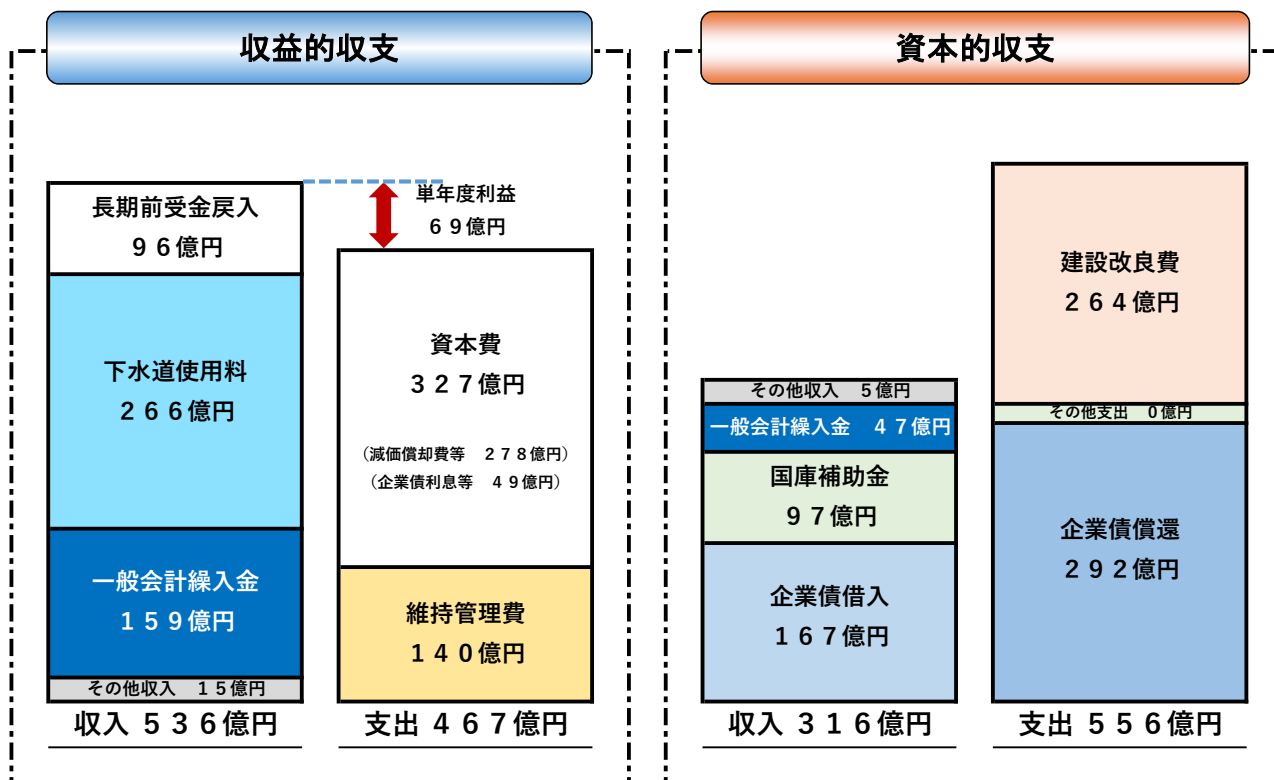 収益的収支
長期前受金戻入
９６億円
下水道使用料
２６６億円
一般会計繰入金
１５９億円
その他収入　１５億円
収入 ５３６億円
単年度利益
６９億円
資本費
３２７億円
（減価償却費等　２７８億円）
（企業債利息等　４９億円）
維持管理費
１４０億円
支出 ４６７億円
資本的収支
その他収入　５億円
一般会計繰入金　４７億円
国庫補助金
９７億円
企業債借入
１６７億円
収入 ３１６億円
建設改良費
２６４億円
その他支出　０億円
企業債償還
２９２億円
支出 ５５６億円